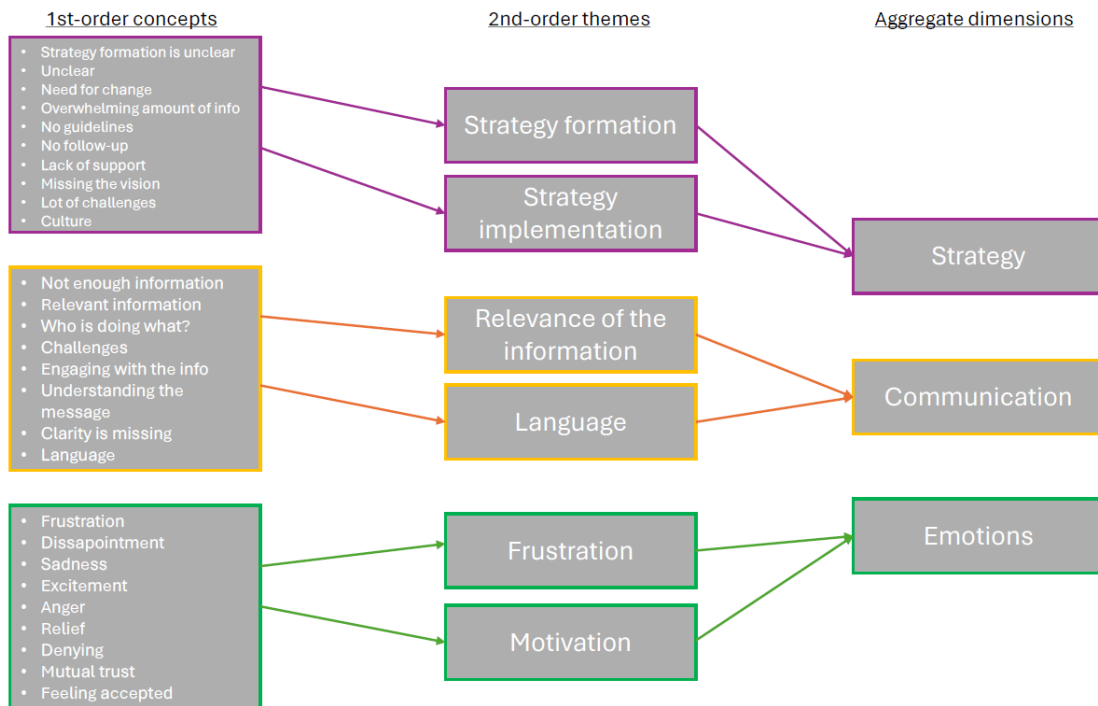 1st-order concepts
2nd-order themes
Aggregate dimensions
• Strategy formation is unclear
• Unclear
• Need for change
• Overwhelming amount of info
• No guidelines
• No follow-up
• Lack of support
• Missing the vision
• Lot of challenges
• Culture
Strategy formation
Strategy
implementation
Strategy
• Not enough information
• Relevant information
• Who is doing what?
• Challenges
• Engaging with the info
• Understanding the
message
• Clarity is missing
• Language
Relevance of the
information
Language
Communication
• Frustration
• Dissapointment
• Sadness
• Excitement
• Anger
• Relief
• Denying
• Mutual trust
• Feeling accepted
Frustration
Motivation
Emotions